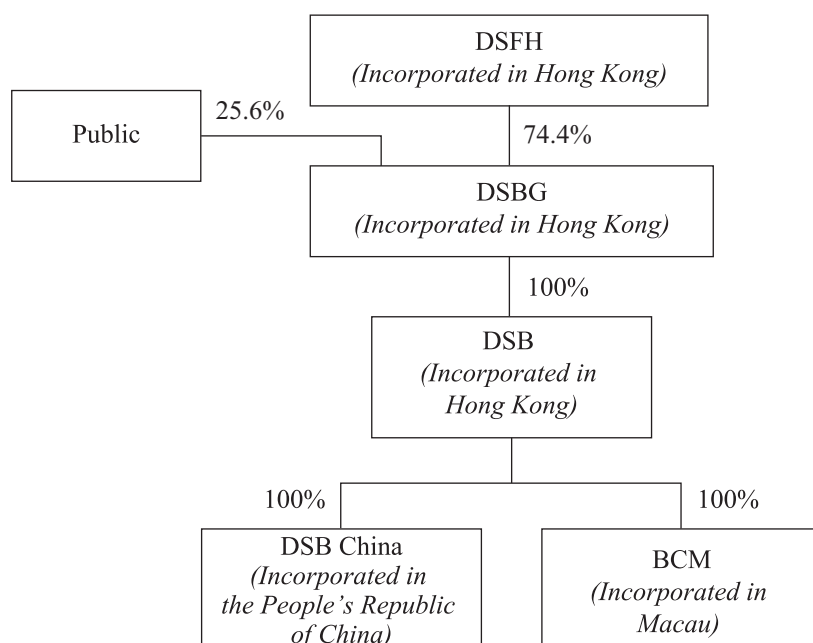 DSFH
(Incorporated in Hong Kong)
Public
25.6%
74.4%
DSBG
(Incorporated in Hong Kong)
100%
DSB
(Incorporated in
Hong Kong)
100%
100%
DSB China
(Incorporated in
the People’s Republic
of China)
BCM
(Incorporated in
Macau)